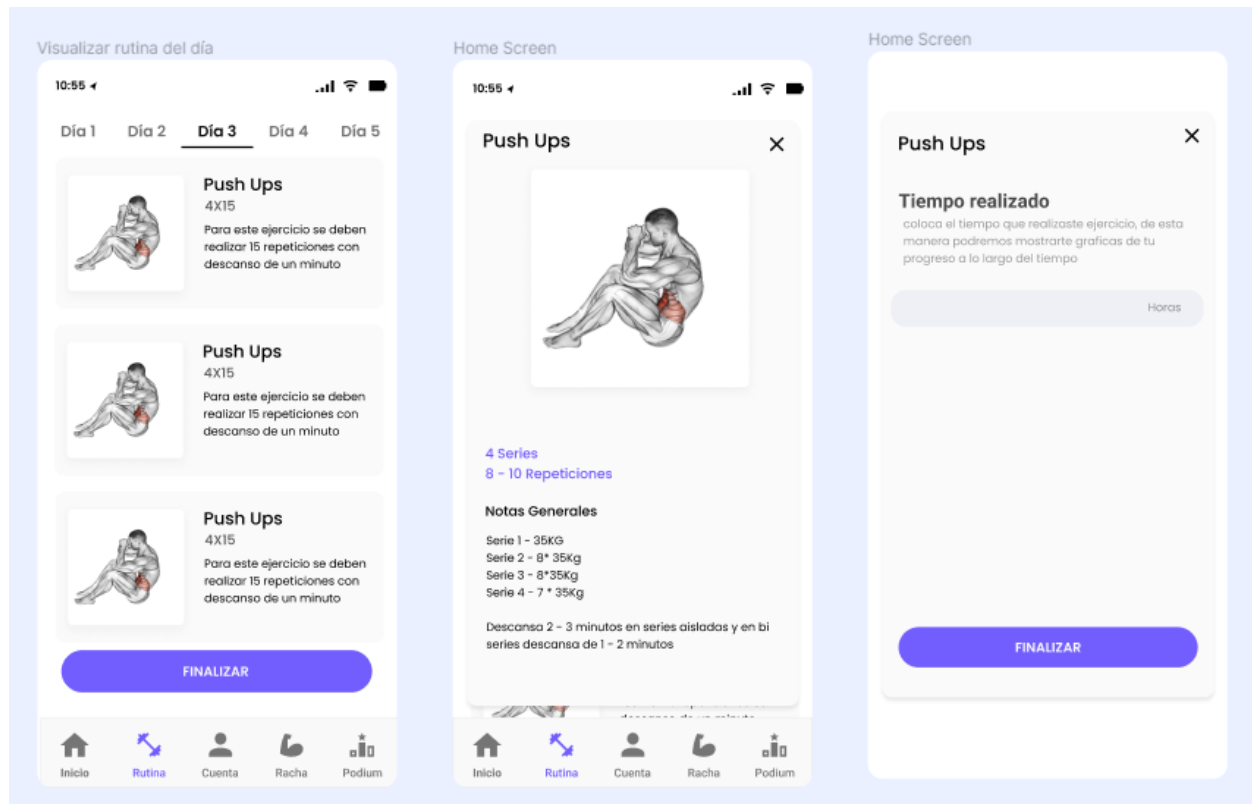 Visualizar rutina del día
10:55
Día 1 Día 2 Día 3 Día 4 Día 5
Push Ups
4X15
Para este ejercicio se deben
realizar 15 repeticiones con
descanso de un minuto
Push Ups
4X15
Para este ejercicio se deben
realizar 15 repeticiones con
descanso de un minuto
Push Ups
4X15
Para este ejercicio se deben
realizar 15 repeticiones con
descanso de un minuto
FINALIZAR
Inicio Rutina Cuenta Racha Podium
Home Screen
10:55
Push Ups
4 Series
8 - 10 Repeticiones
Notas Generales
Serie 1 - 35KG
Serie 2 - 8* 35Kg
Serie 3 - 8*35Kg
Serie 4 - 7 * 35Kg
Descansa 2 - 3 minutos en series aisladas y en bi
series descansa de 1 - 2 minutos
Inicio Rutina Cuenta Racha Podium
Home Screen
Push Ups
Tiempo realizado
coloca el tiempo que realizaste ejercicio, de esta
manera podremos mostrarte graficas de tu
progreso a lo largo del tiempo
Horas
FINALIZAR